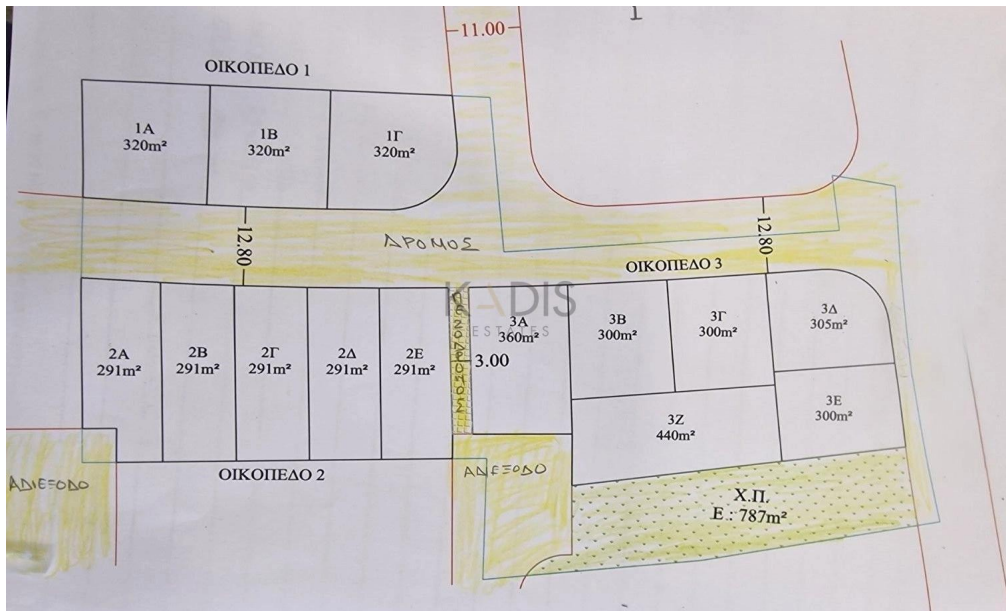 11.00
ΟΙΚΟΠΕΔΟ 1
1Α
320m²
1Β
320m²
1Γ
320m²
12.80
ΔΡΟΜΟΣ
12.80
ΟΙΚΟΠΕΔΟ 3
KADIS
ESTATES
2Α
291m²
2Β
291m²
2Γ
291m²
2Δ
291m²
2Ε
291m²
ΠΕΖΟΔΡΟΜΟΣ
3.00
3Α
360m²
3Β
300m²
3Γ
300m²
3Δ
305m²
3Ε
300m²
3Ζ
440m²
ΑΔΙΕΞΟΔΟ
ΟΙΚΟΠΕΔΟ 2
ΑΔΙΕΞΟΔΟ
Χ.Π.
Ε.: 787m²